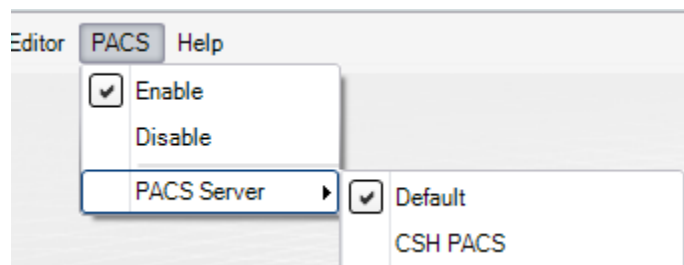 Editor PACS Help
Enable
Disable
PACS Server
Default
CSH PACS